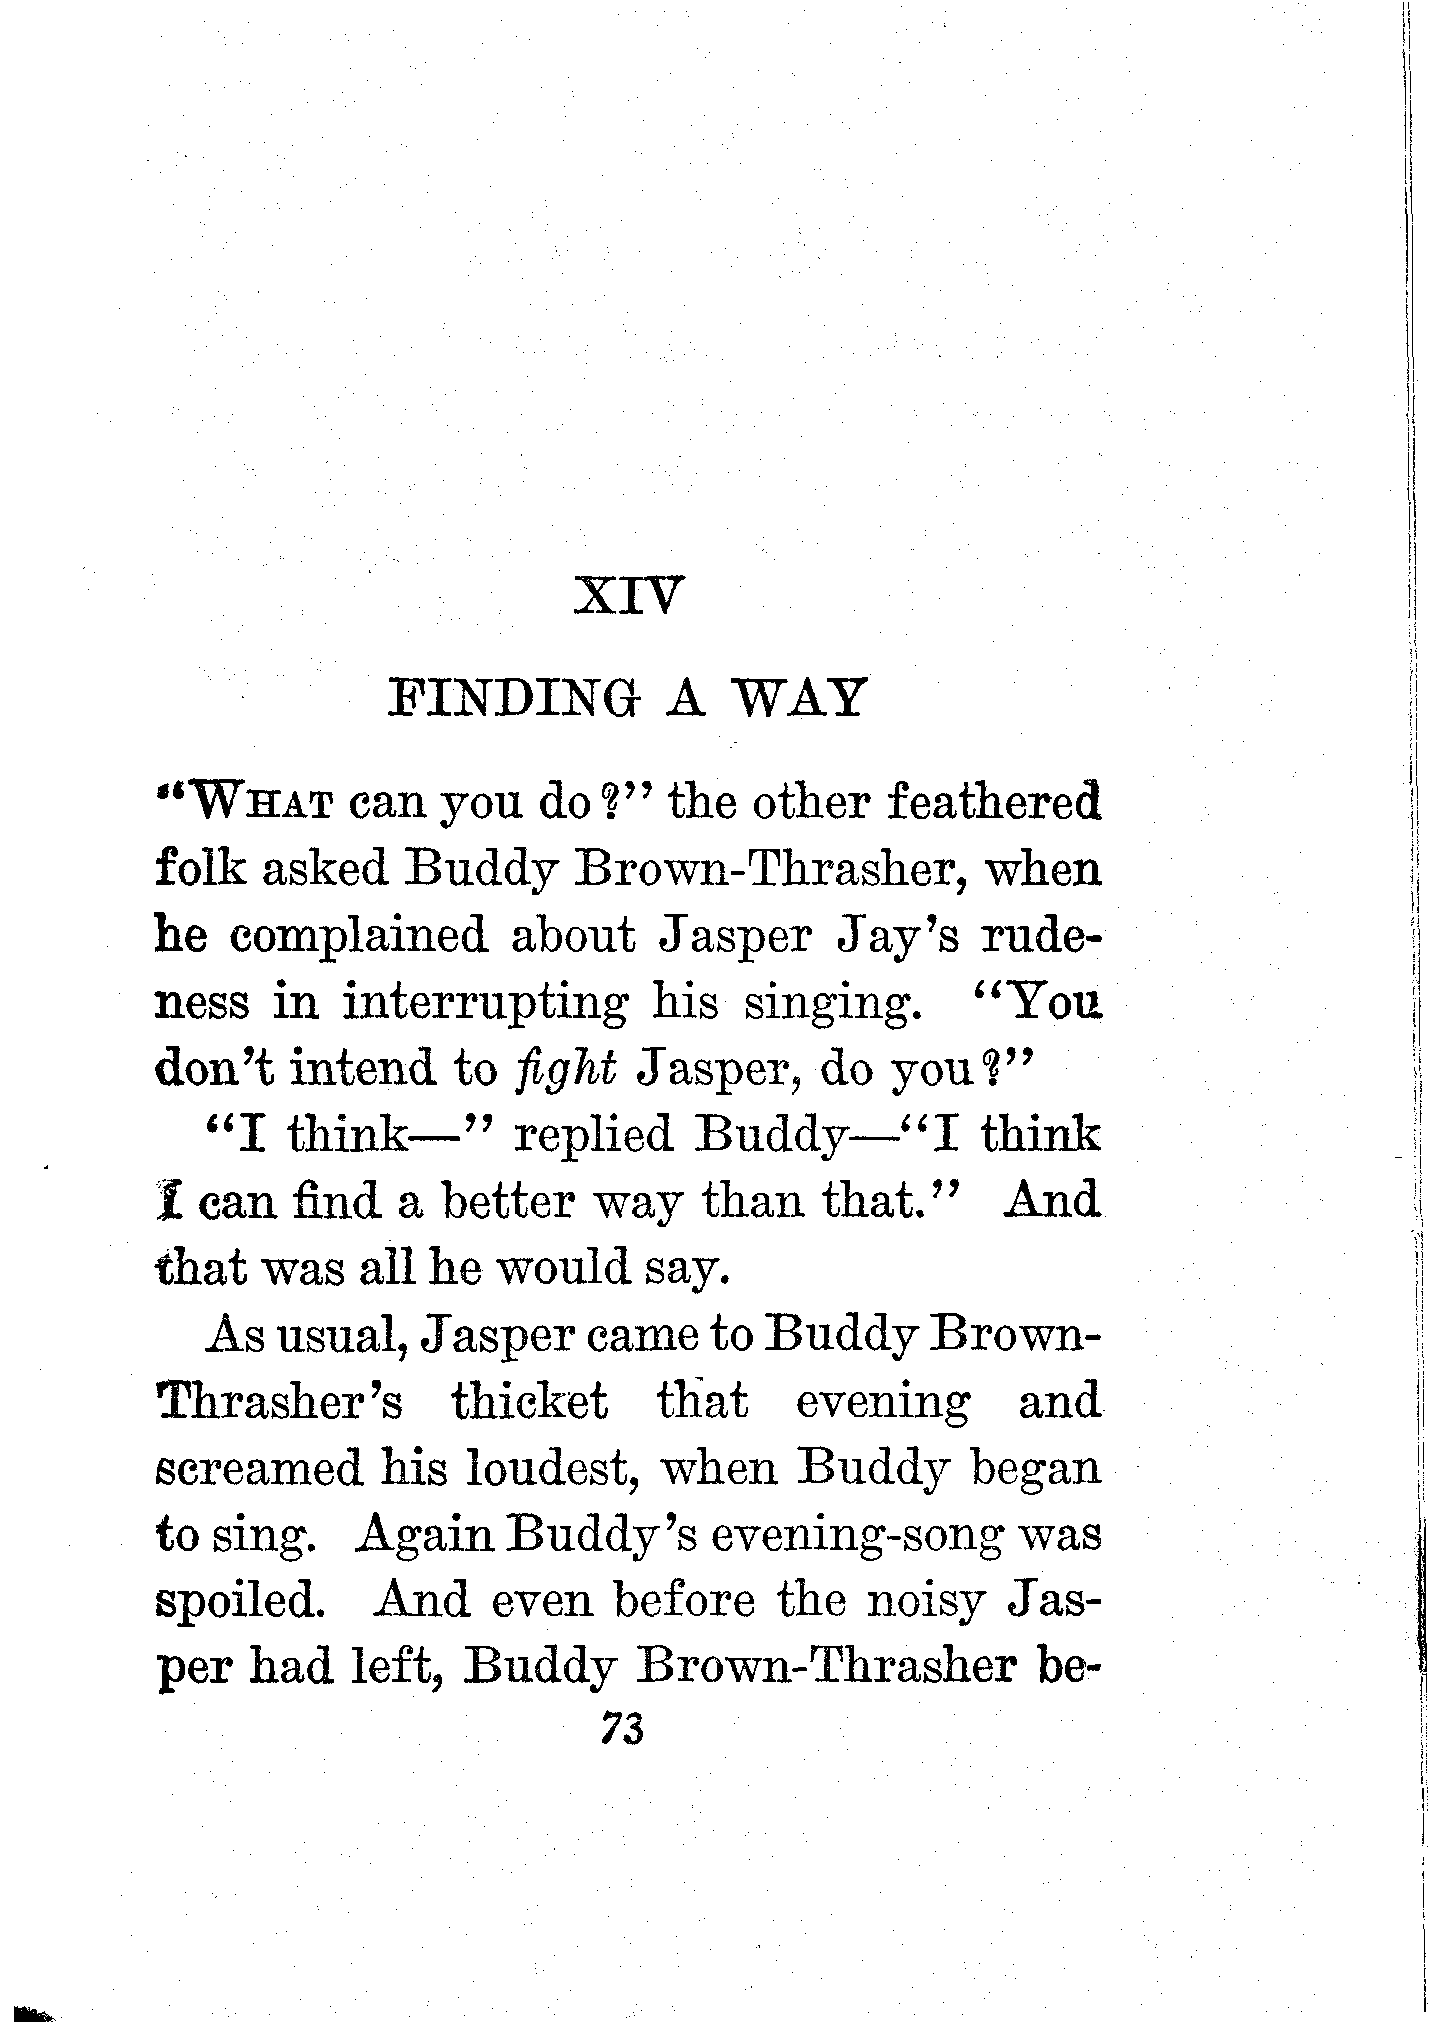 XIV
FINDING A WAY
“WHAT can you do?” the other feathered
folk asked Buddy Brown-Thrasher, when
he complained about Jasper Jay’s rude-
ness in interrupting his singing. “You
don’t intend to fight Jasper, do you?”
“I think—” replied Buddy—“I think
I can find a better way than that.” And
that was all he would say.
As usual, Jasper came to Buddy Brown-
Thrasher’s thicket that evening and
screamed his loudest, when Buddy began
to sing. Again Buddy’s evening-song was
spoiled. And even before the noisy Jas-
per had left, Buddy Brown-Thrasher be-
73